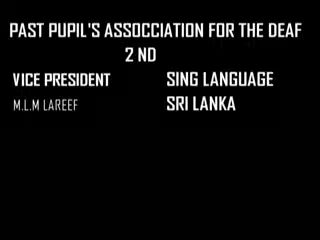 PAST PUPIL'S ASSOCCIATION FOR THE DEAF
2 ND
VICE PRESIDENT SING LANGUAGE
M.L.M LAREEF SRI LANKA